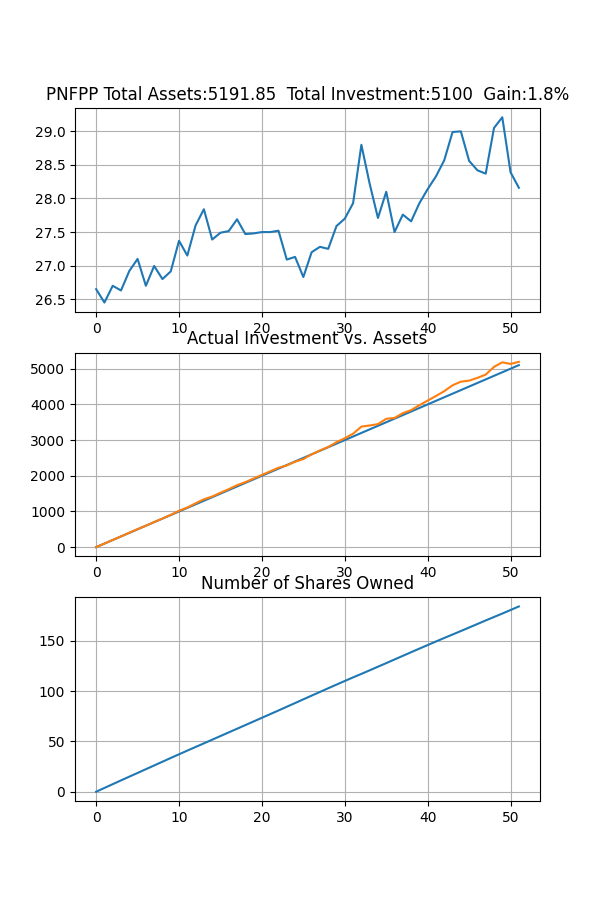 PNFPP Total Assets:5191.85  Total Investment:5100  Gain:1.8%
29.0
28.5
28.0
27.5
27.0
26.5
0 10 20 30 40 50
Actual Investment vs. Assets
5000
4000
3000
2000
1000
0
0 10 20 30 40 50
Number of Shares Owned
150
100
50
0
0 10 20 30 40 50